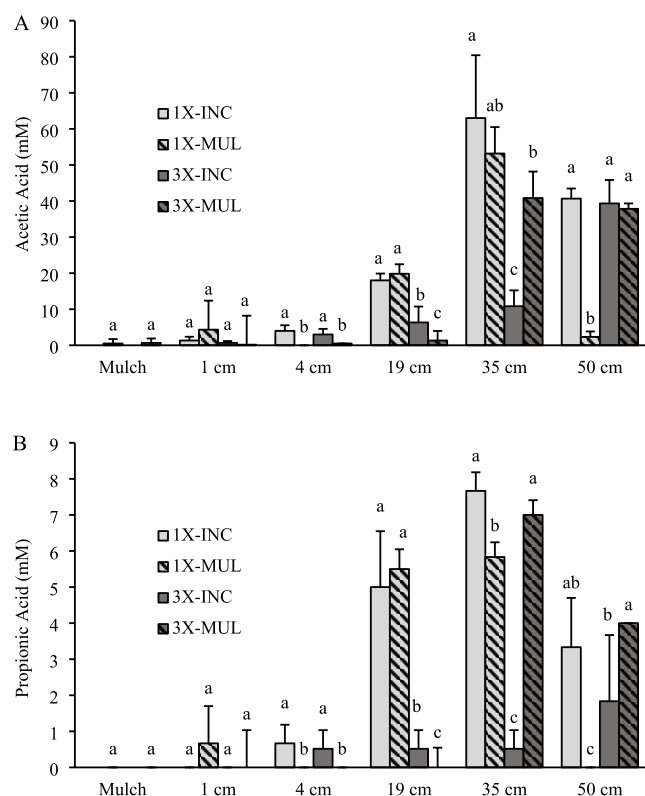 A
90
80
70
60
50
40
30
20
10
0
Acetic Acid (mM)
1X-INC
1X-MUL
3X-INC
3X-MUL
a a a a a a a b a b a a b c a ab c b a b a a
Mulch 1 cm 4 cm 19 cm 35 cm 50 cm
B
9
8
7
6
5
4
3
2
1
0
Propionic Acid (mM)
1X-INC
1X-MUL
3X-INC
3X-MUL
a a a a a a a b a b a a b c a b c a ab c b a
Mulch 1 cm 4 cm 19 cm 35 cm 50 cm